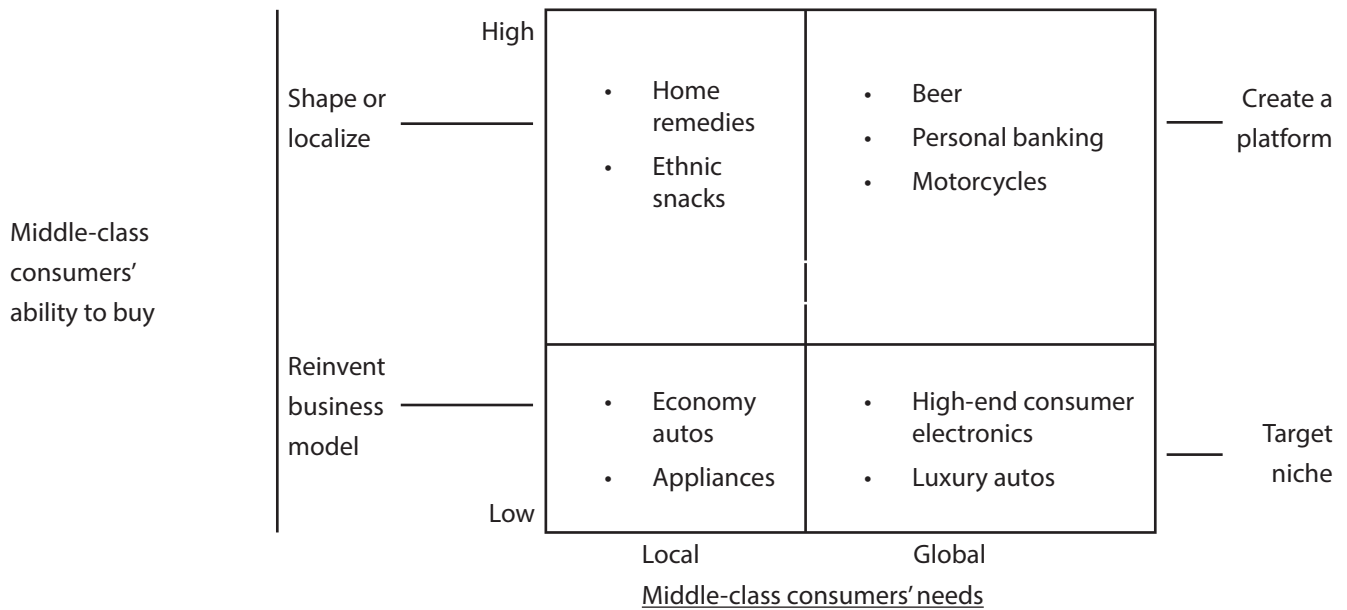 High
Shape or
localize
• Home
remedies
• Ethnic
snacks
• Beer
• Personal banking
• Motorcycles
Create a
platform
Middle-class
consumers’
ability to buy
Reinvent
business
model
• Economy
autos
• Appliances
• High-end consumer
electronics
• Luxury autos
Target
niche
Low
Local
Global
Middle-class consumers’ needs